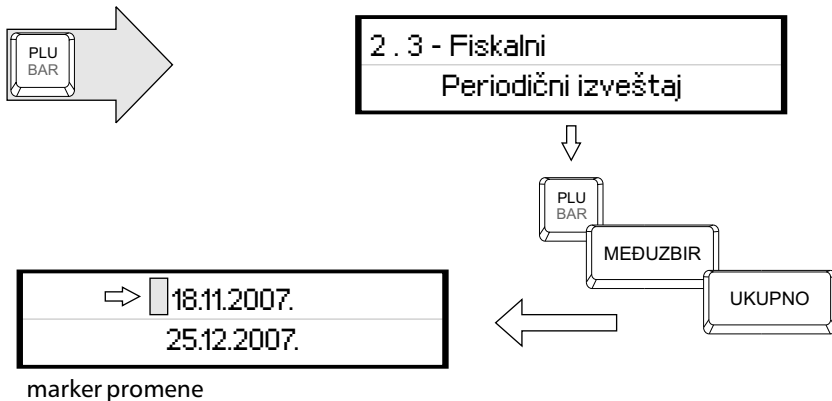 PLU
BAR
2 . 3 - Fiskalni
Periodični izveštaj
PLU
BAR
MEĐUZBIR
UKUPNO
18.11.2007.
25.12.2007.
marker promene